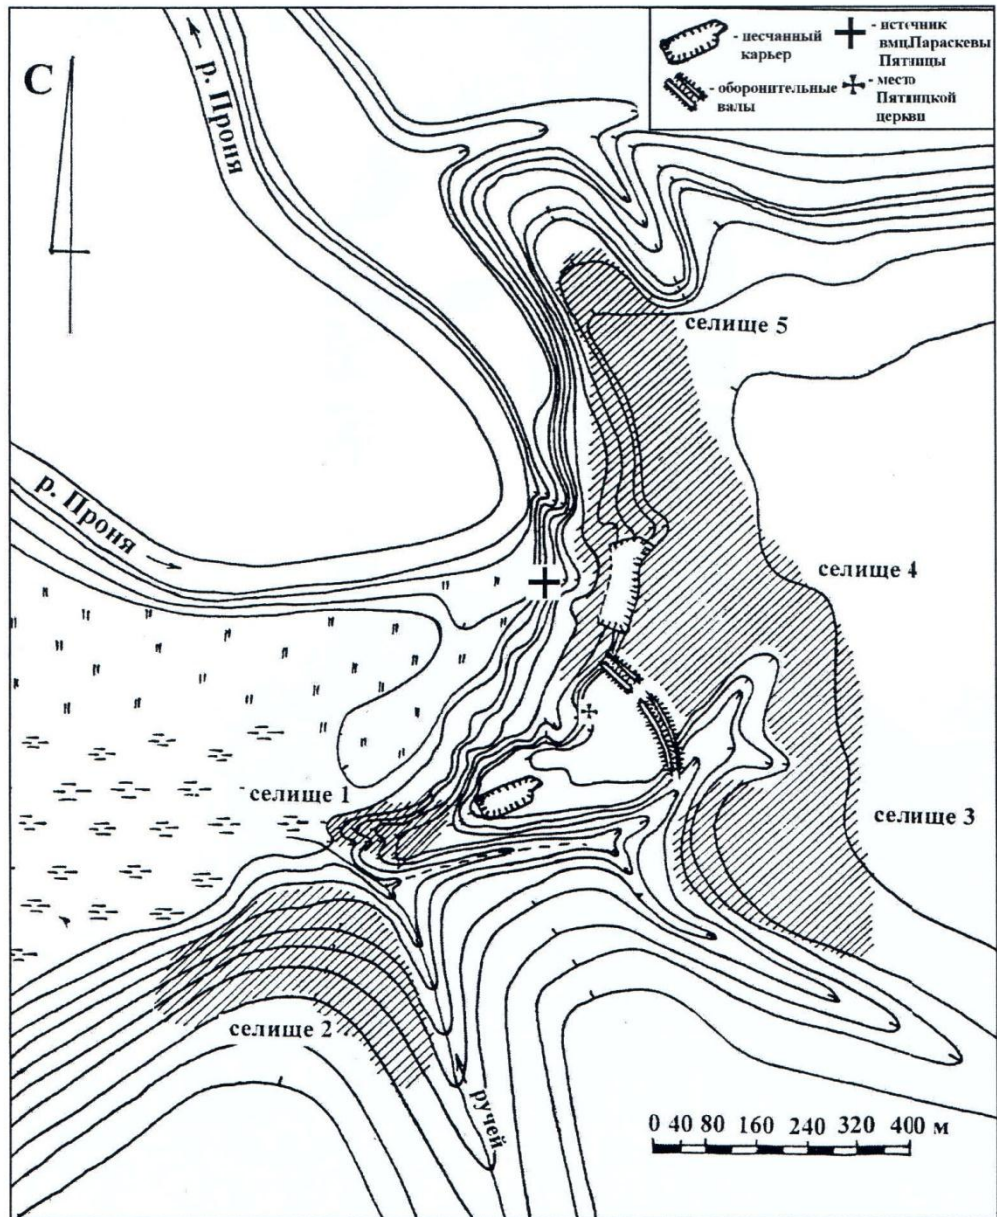 р. Проня
С
- песчанный
карьер
- источник
вмц.Параскевы
Пятницы
- оборонительные
валы
- место
Пятницкой
церкви
селище 5
р. Проня
селище 4
селище 1
селище 3
селище 2
ручей
0 40 80 160 240 320 400 м